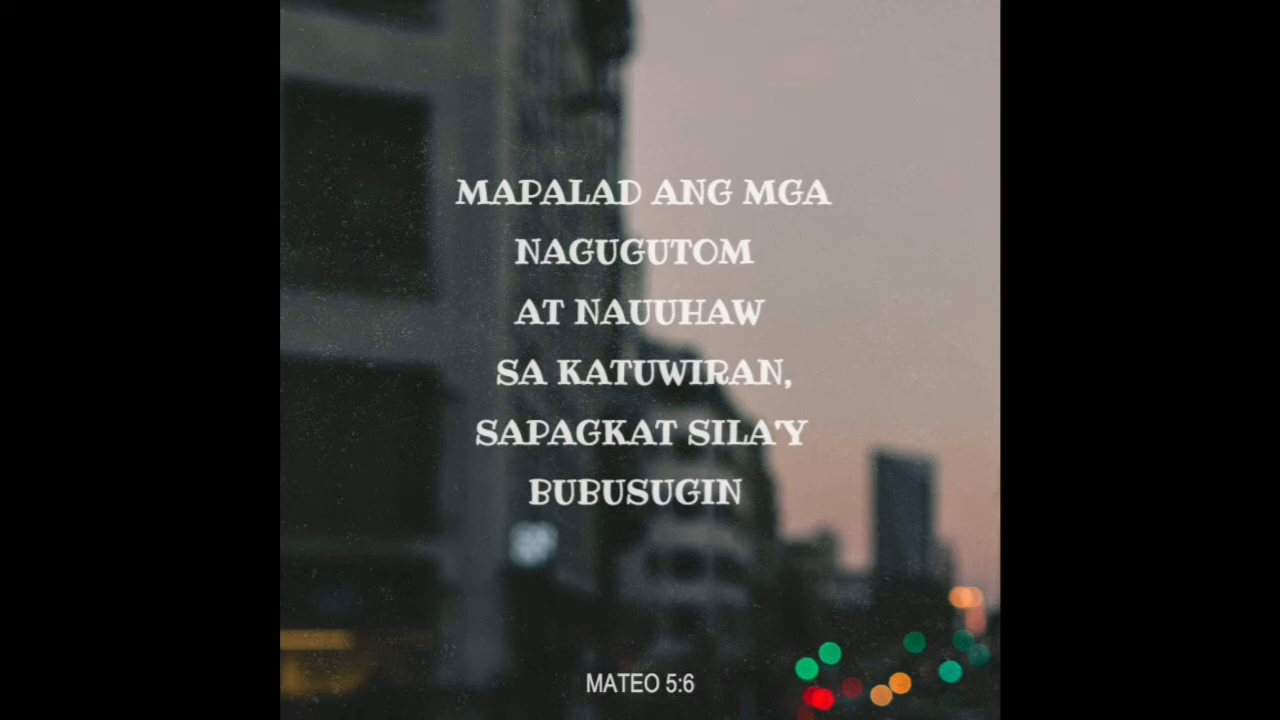 MAPALAD ANG MGA
NAGUGUTOM
AT NAUUHAW
SA KATUWIRAN,
SAPAGKAT SILA'Y
BUBUSUGIN
MATEO 5:6